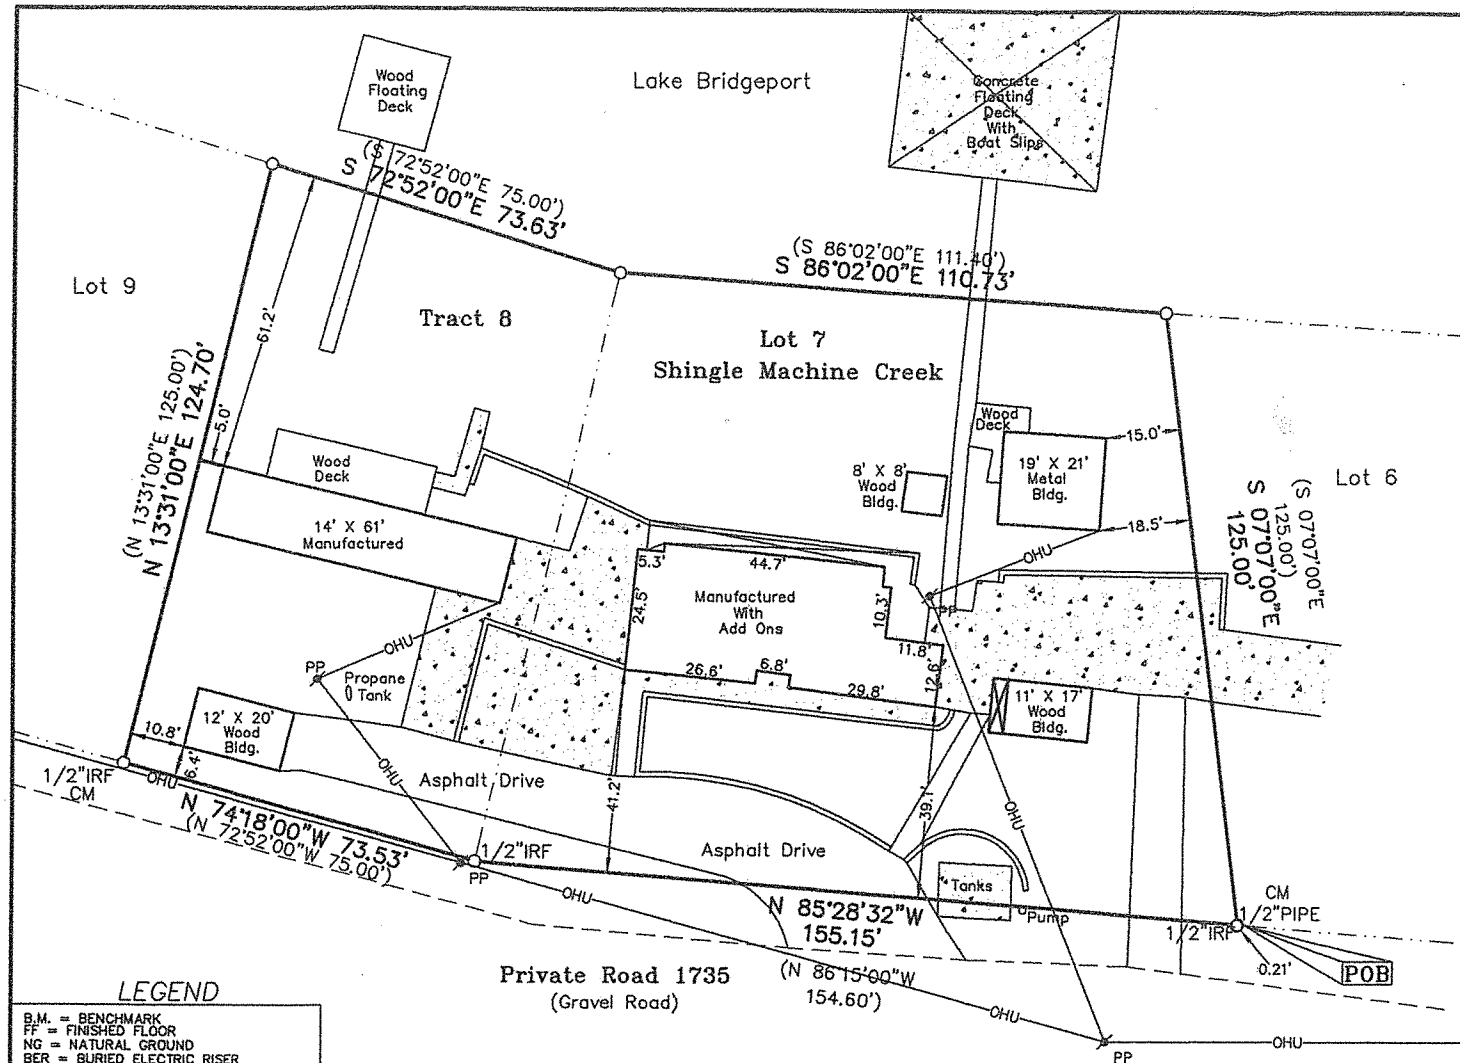 Wood
Floating
Deck
Lake Bridgeport
Concrete
Floating
Deck
With
Boat Slips
(S 72°52'00"E 75.00')
S 72°52'00"E 73.63'
(S 86°02'00"E 111.40')
S 86°02'00"E 110.73'
Lot 9
Tract 8
Lot 7
Shingle Machine Creek
61.2'
(N 13°31'00"E 125.00')
N 13°31'00"E 124.70'
5.0'
Wood
Deck
14' X 61'
Manufactured
Wood
Deck
8' X 8'
Wood
Bldg.
19' X 21'
Metal
Bldg.
15.0'
18.5'
Lot 6
(S 07°07'00"E
125.00')
S 07°07'00"E
125.00'
OHU
5.3'
44.7'
24.5'
Manufactured
With
Add Ons
10.3'
PP
11.8'
12.6'
26.6'
6.8'
29.8'
PP
OHU
Propane
Tank
11' X 17'
Wood
Bldg.
12' X 20'
Wood
Bldg.
10.8'
6.4'
1/2"IRF
CM
OHU
OHU
Asphalt Drive
41.2'
39.1'
OHU
N 74°18'00"W 73.53'
(N 72°52'00"W 75.00')
1/2"IRF
PP
Asphalt Drive
OHU
Tanks
Pump
N 85°28'32"W
155.15'
(N 86°15'00"W
154.60')
CM
1/2"PIPE
1/2"IRF
0.21'
POB
Private Road 1735
(Gravel Road)
OHU
OHU
PP
LEGEND
B.M. = BENCHMARK
FF = FINISHED FLOOR
NG = NATURAL GROUND
BER = BURIED ELECTRIC RISER